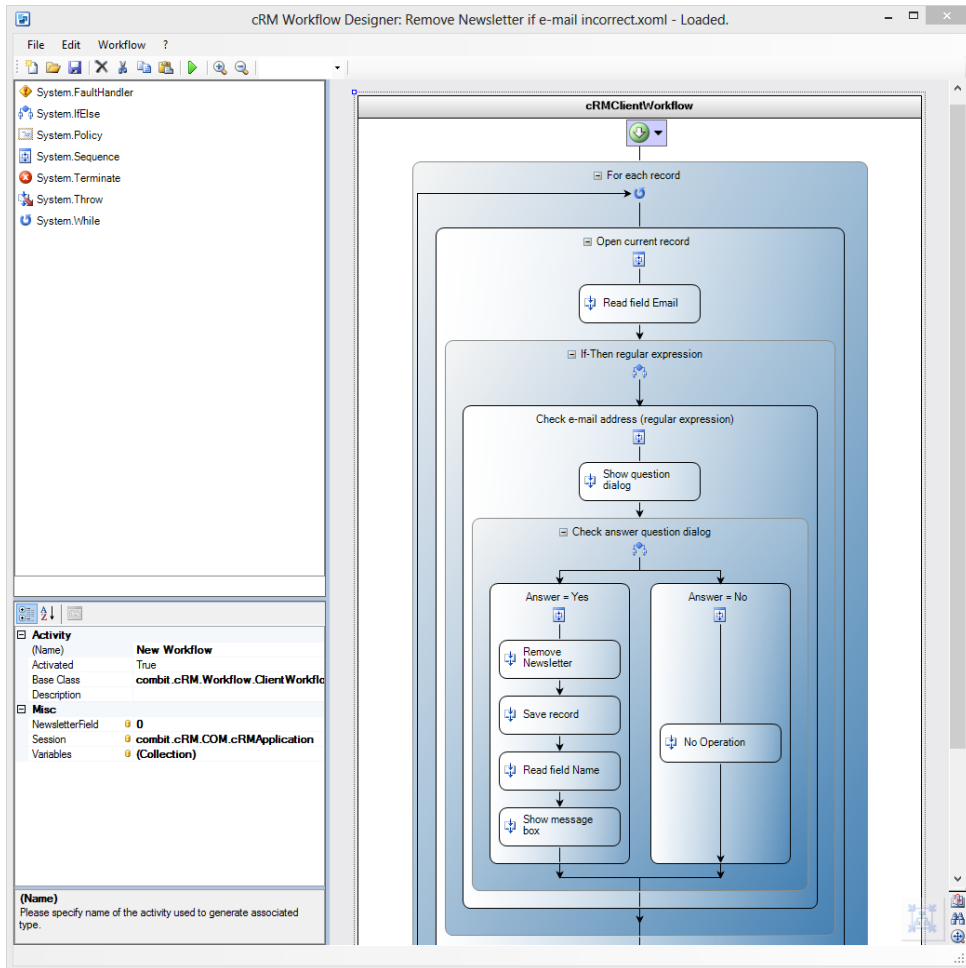 cRM Workflow Designer: Remove Newsletter if e-mail incorrect.xoml - Loaded.
File Edit Workflow ?
System.FaultHandler
System.IfElse
System.Policy
System.Sequence
System.Terminate
System.Throw
System.While
Activity
(Name) New Workflow
Activated True
Base Class combit.cRM.Workflow.ClientWorkflo
Description
Misc
NewsletterField 0
Session combit.cRM.COM.cRMApplication
Variables (Collection)
(Name)
Please specify name of the activity used to generate associated
type.
cRMClientWorkflow
For each record
Open current record
Read field Email
If-Then regular expression
Check e-mail address (regular expression)
Show question
dialog
Check answer question dialog
Answer = Yes
Remove
Newsletter
Save record
Read field Name
Show message
box
Answer = No
No Operation